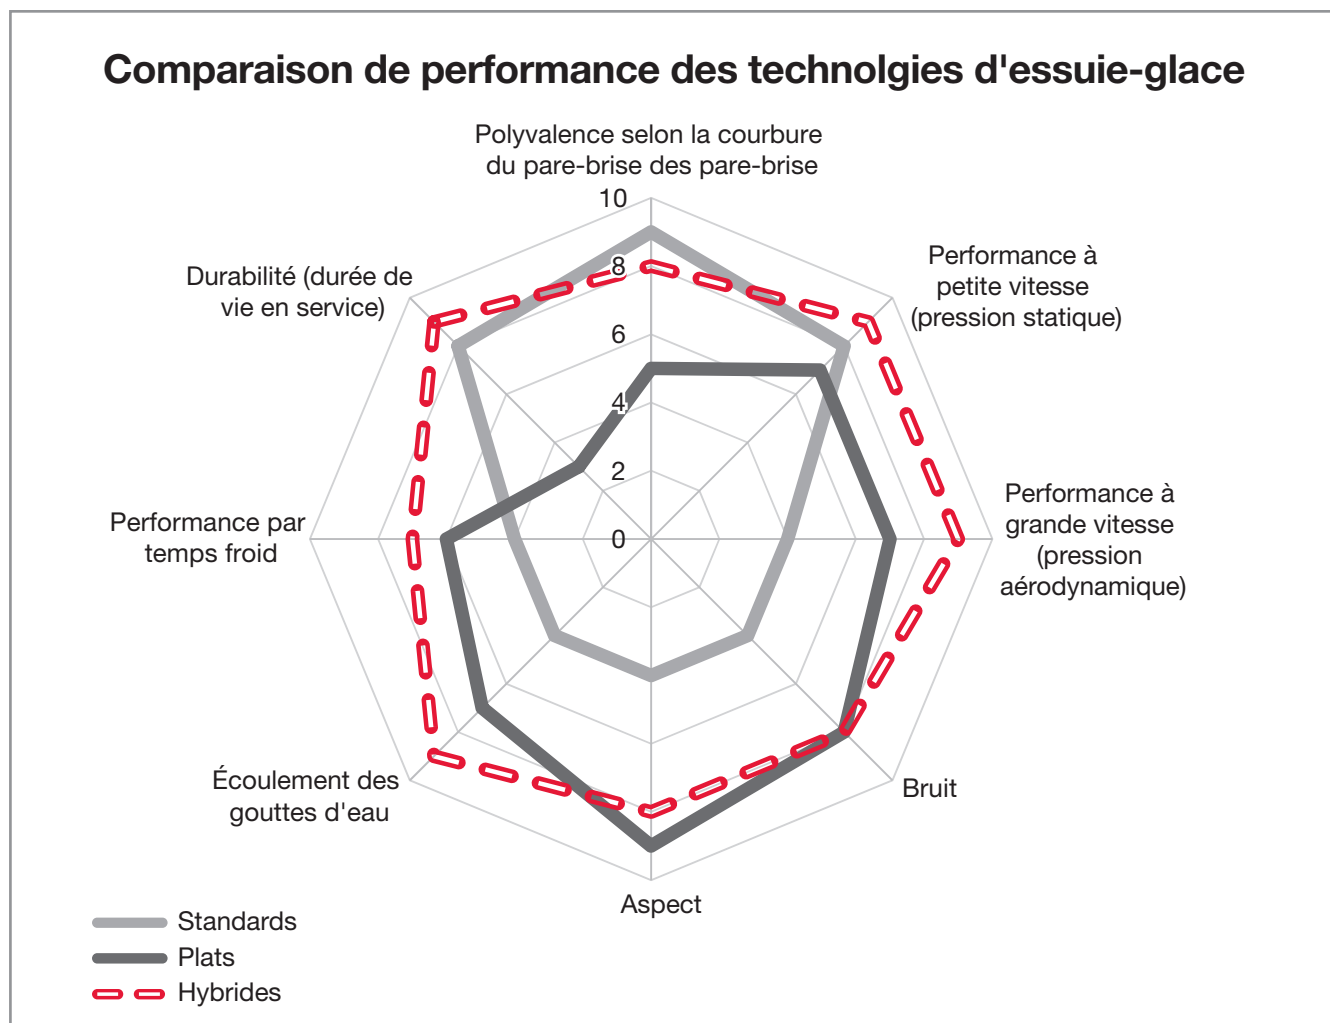 Comparaison de performance des technolgies d'essuie-glace
Polyvalence selon la courbure
du pare-brise des pare-brise
10
8
6
4
2
0
Performance à
petite vitesse
(pression statique)
Performance à
grande vitesse
(pression
aérodynamique)
Bruit
Aspect
Écoulement des
gouttes d'eau
Performance par
temps froid
Durabilité (durée de
vie en service)
Standards
Plats
Hybrides